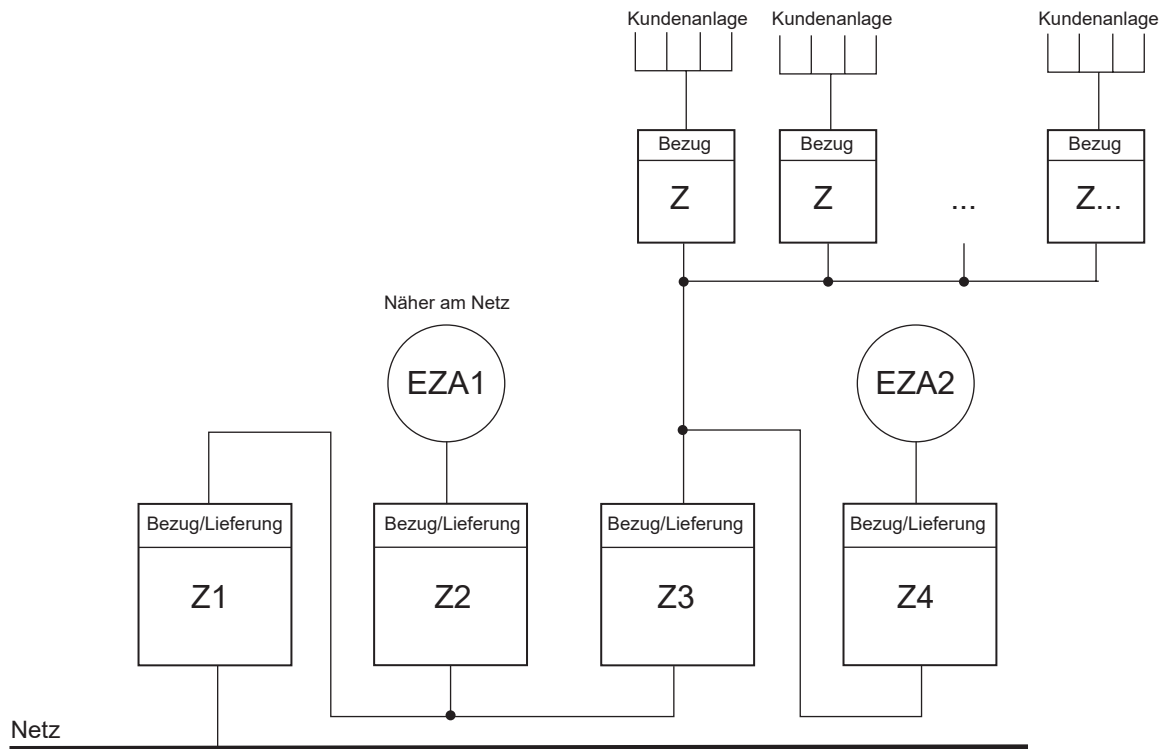 Kundenanlage Kundenanlage Kundenanlage
Bezug Bezug Bezug
Z Z ... Z...
Näher am Netz
EZA1 EZA2
Bezug/Lieferung Bezug/Lieferung Bezug/Lieferung Bezug/Lieferung
Z1 Z2 Z3 Z4
Netz